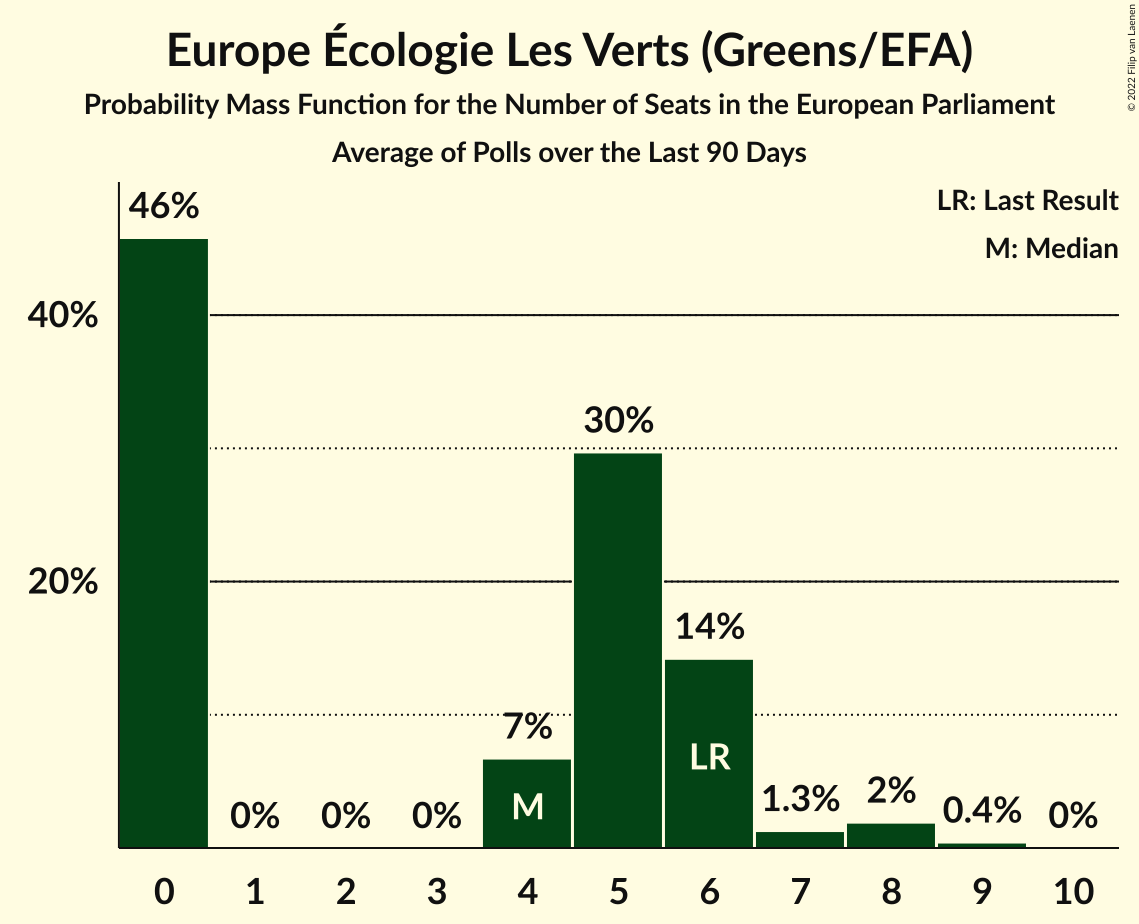 Europe Écologie Les Verts (Greens/EFA)
Probability Mass Function for the Number of Seats in the European Parliament
Average of Polls over the Last 90 Days
© 2022 Filip van Laenen
LR: Last Result
M: Median
46%
40%
30%
20%
14%
7%
LR
M
0%
0%
0%
1.3%
2%
0.4%
0%
0 1 2 3 4 5 6 7 8 9 10